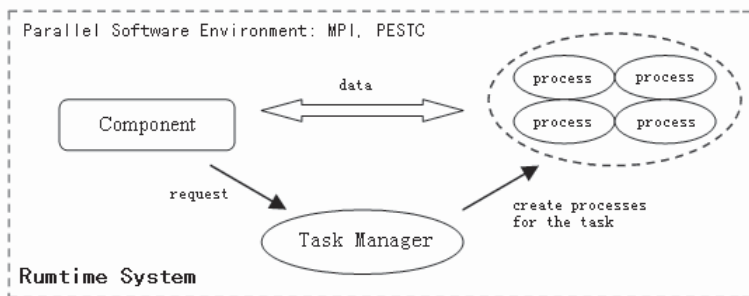 Parallel Software Environment: MPI, PESTC
data
process process
process process
Component
request
create processes
for the task
Task Manager
Rumtime System